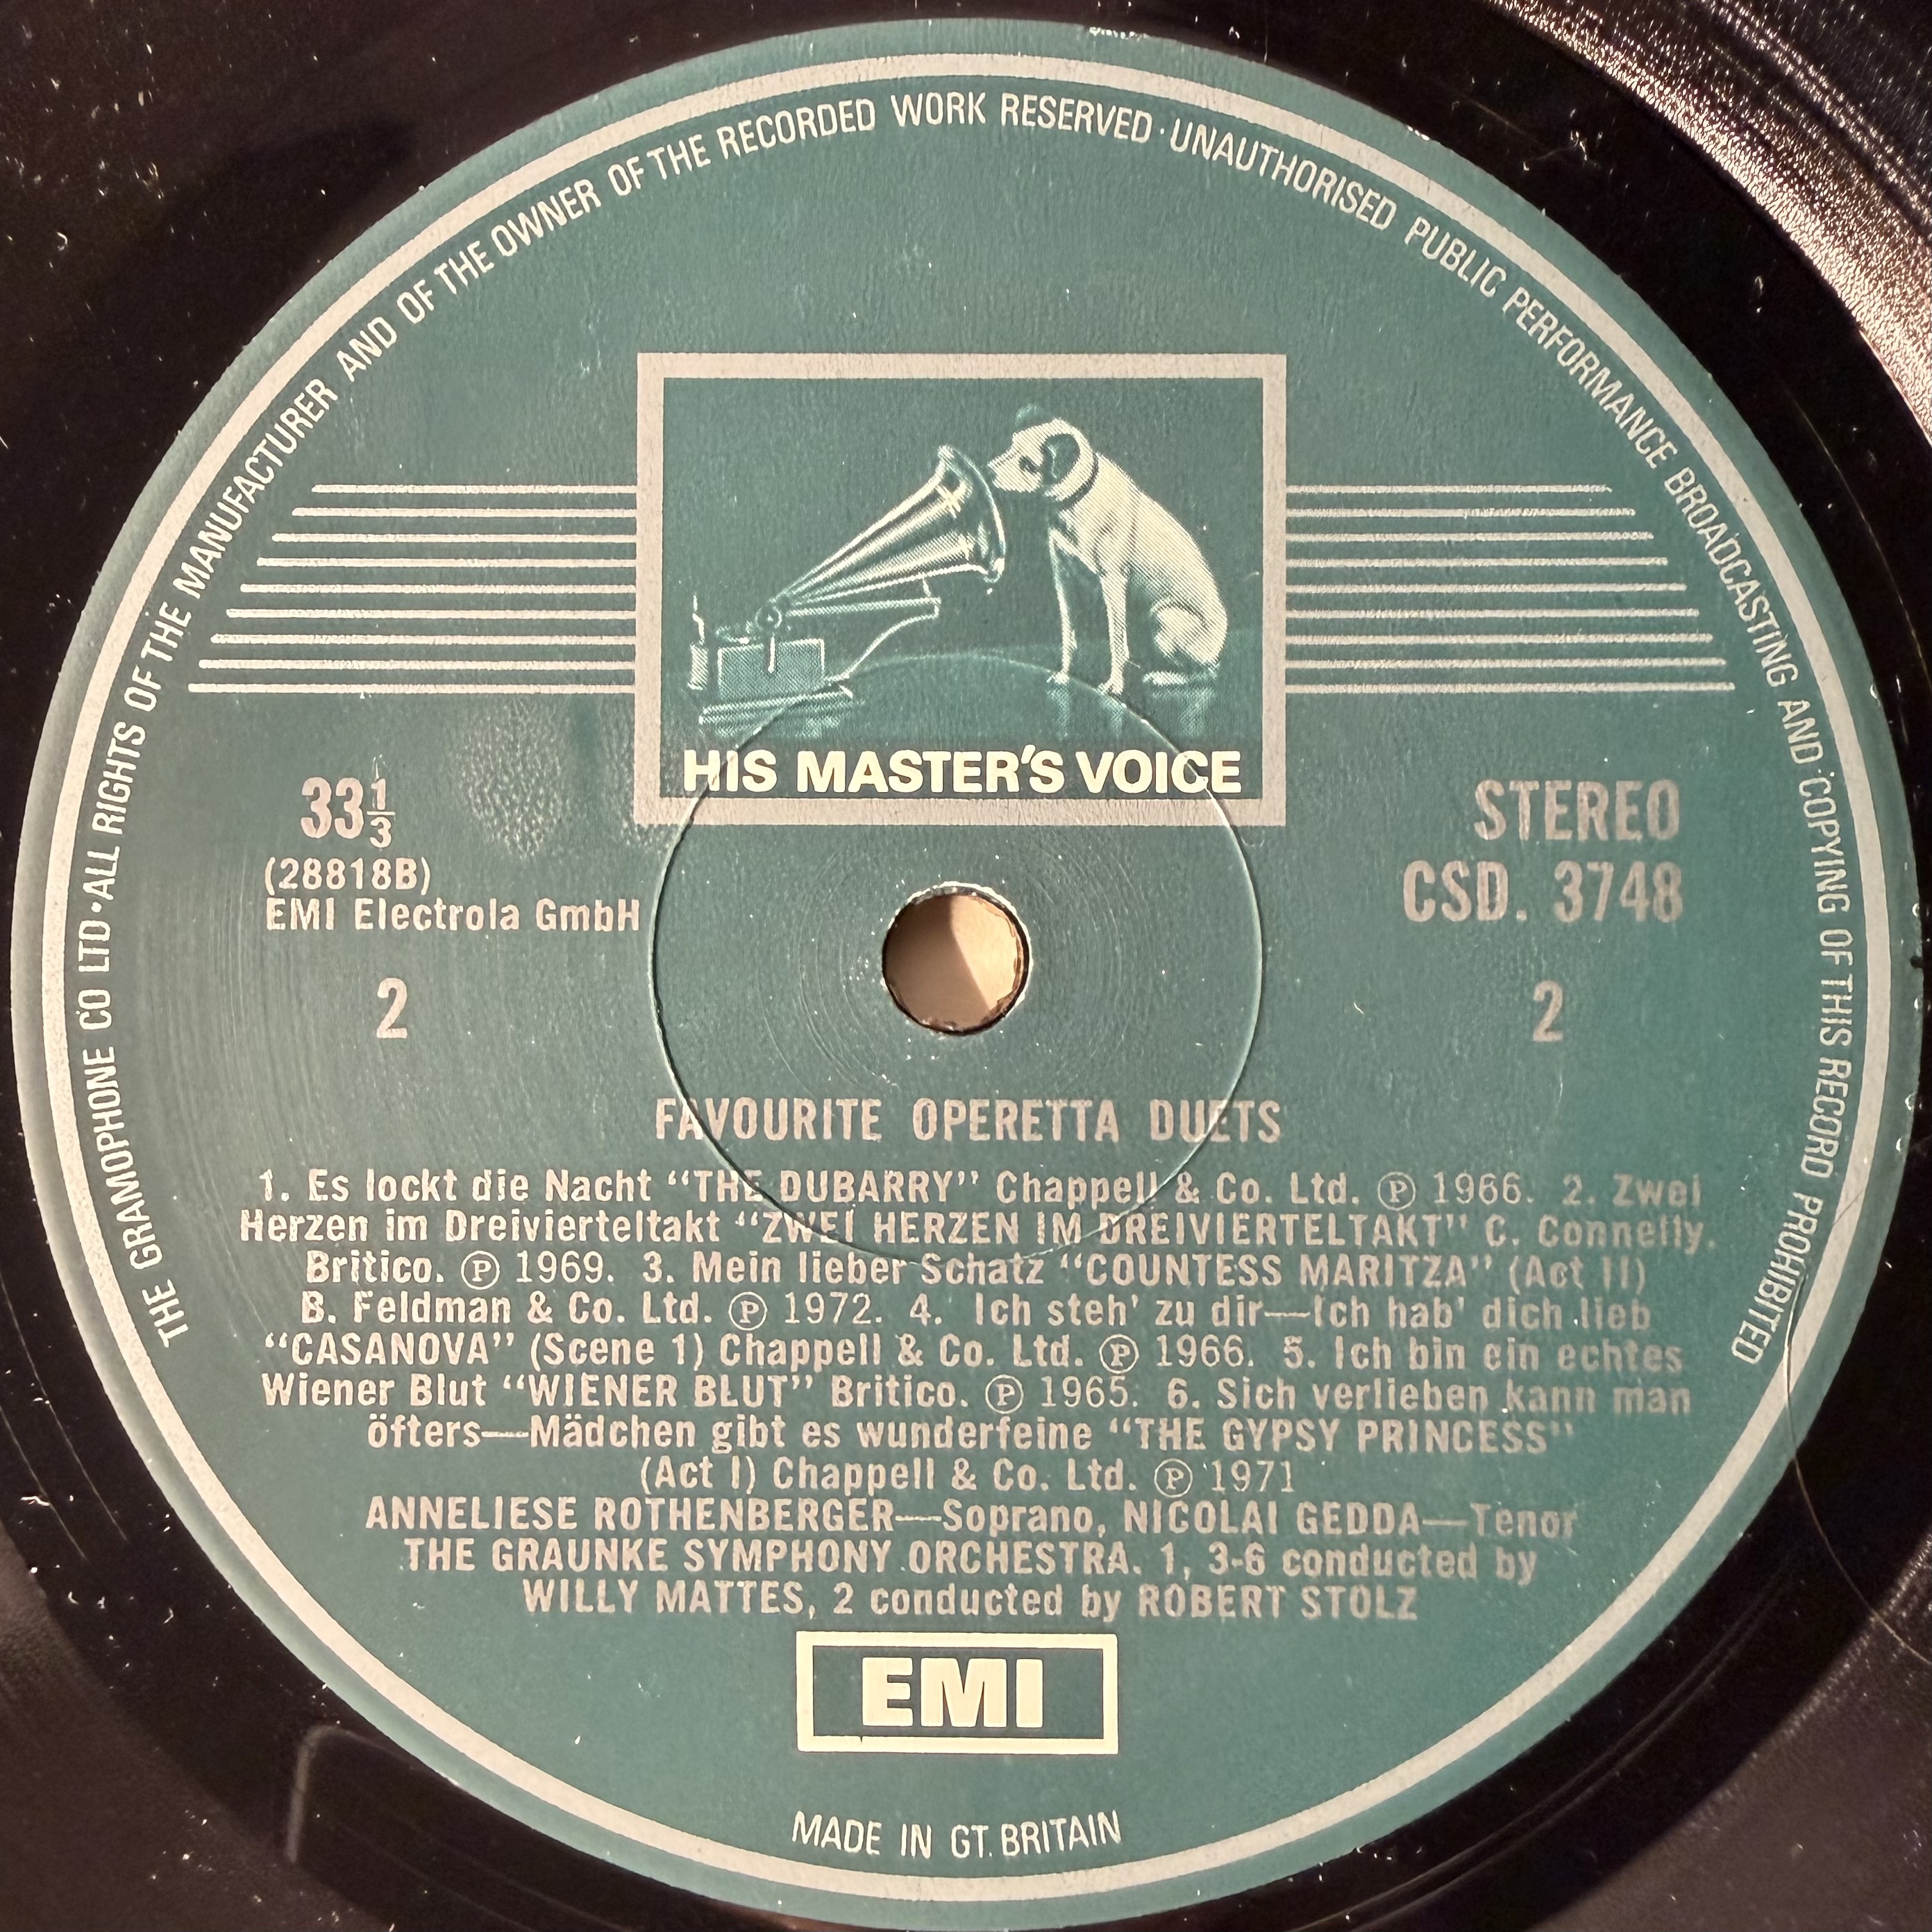 THE GRAMOPHONE CO LTD·ALL RIGHTS OF THE MANUFACTURER AND OF THE OWNER OF THE RECORDED WORK RESERVED·UNAUTHORISED PUBLIC PERFORMANCE BROADCASTING AND COPYING OF THIS RECORD PROHIBITED
HIS MASTER'S VOICE
33⅓
(28818B)
EMI Electrola GmbH
2
STEREO
CSD. 3748
2
FAVOURITE OPERETTA DUETS
1. Es lockt die Nacht “THE DUBARRY” Chappell & Co. Ltd. Ⓟ 1966. 2. Zwei
Herzen im Dreivierteltakt “ZWEI HERZEN IM DREIVIERTELTAKT” C. Connelly.
Britico. Ⓟ 1969. 3. Mein lieber Schatz “COUNTESS MARITZA” (Act II)
B. Feldman & Co. Ltd. Ⓟ 1972. 4. Ich steh' zu dir—Ich hab' dich lieb
“CASANOVA” (Scene 1) Chappell & Co. Ltd. Ⓟ 1966. 5. Ich bin ein echtes
Wiener Blut “WIENER BLUT” Britico. Ⓟ 1965. 6. Sich verlieben kann man
öfters—Mädchen gibt es wunderfeine “THE GYPSY PRINCESS”
(Act I) Chappell & Co. Ltd. Ⓟ 1971
ANNELIESE ROTHENBERGER—Soprano, NICOLAI GEDDA—Tenor
THE GRAUNKE SYMPHONY ORCHESTRA. 1, 3-6 conducted by
WILLY MATTES, 2 conducted by ROBERT STOLZ
EMI
MADE IN GT. BRITAIN